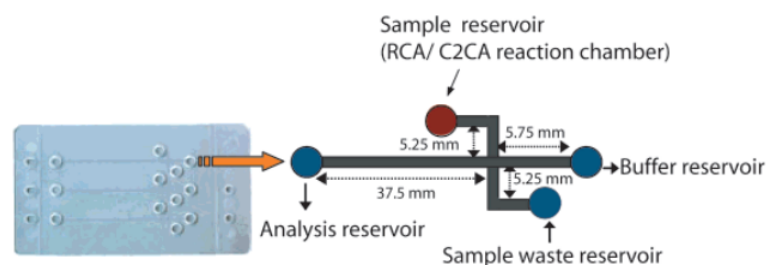 Sample reservoir
(RCA/ C2CA reaction chamber)
5.25 mm
5.75 mm
Buffer reservoir
37.5 mm
5.25 mm
Analysis reservoir
Sample waste reservoir